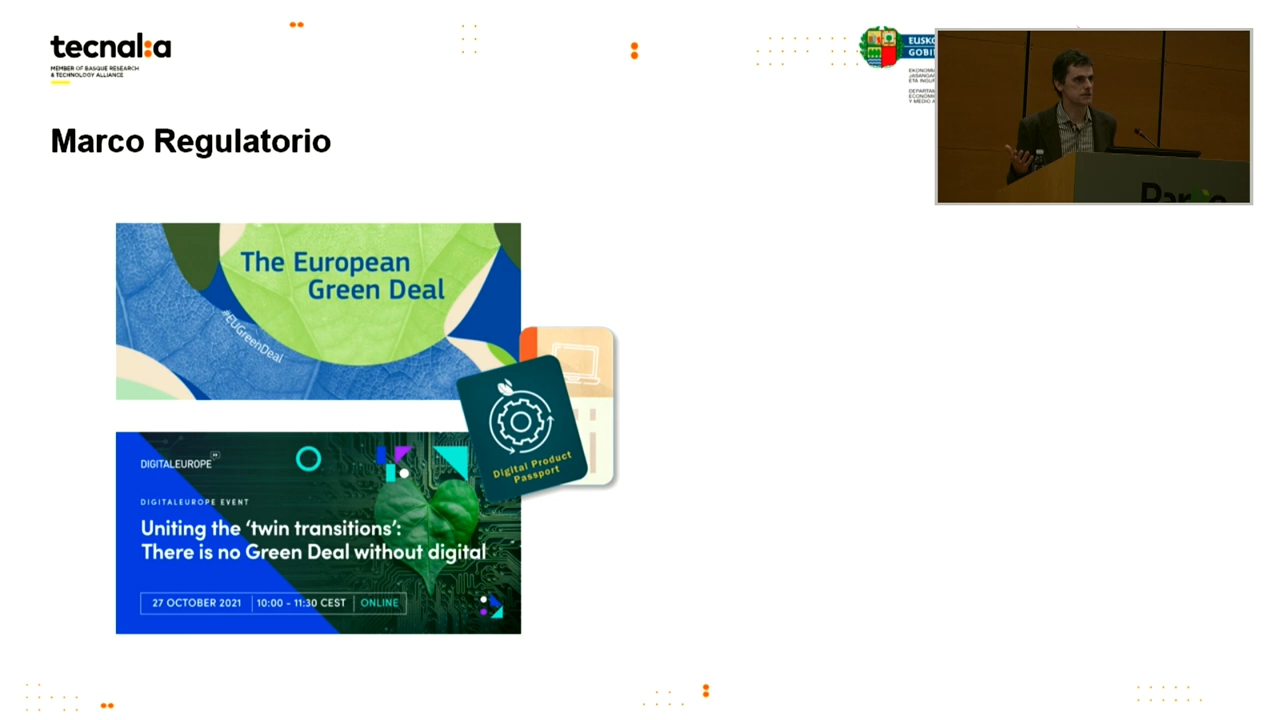 tecnal:a
MEMBER OF BASQUE RESEARCH
& TECHNOLOGY ALLIANCE
EUSKO
GOBI
Marco Regulatorio
The European
Green Deal
#EUGreenDeal
Digital Product
Passport
DIGITALEUROPE
DIGITALEUROPE EVENT
Uniting the ‘twin transitions’:
There is no Green Deal without digital
27 OCTOBER 2021 | 10:00 – 11:30 CEST | ONLINE